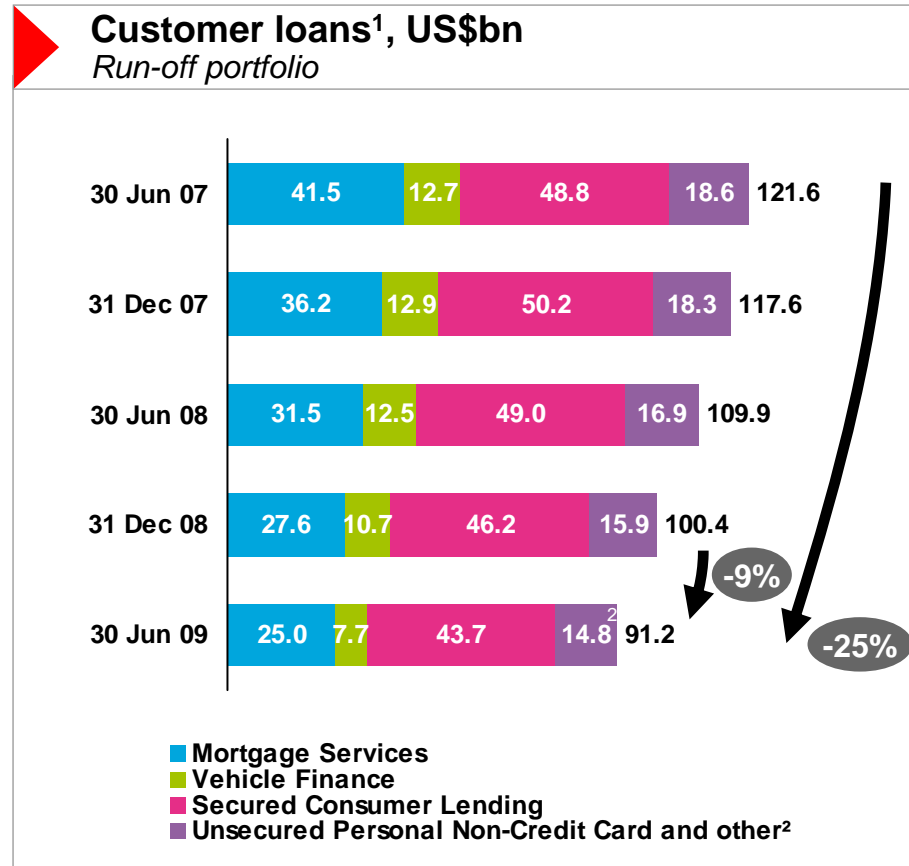 Customer loans¹, US$bn
Run-off portfolio
30 Jun 07 41.5 12.7 48.8 18.6 121.6
31 Dec 07 36.2 12.9 50.2 18.3 117.6
30 Jun 08 31.5 12.5 49.0 16.9 109.9
31 Dec 08 27.6 10.7 46.2 15.9 100.4
-9%
30 Jun 09 25.0 7.7 43.7 14.8² 91.2
-25%
Mortgage Services
Vehicle Finance
Secured Consumer Lending
Unsecured Personal Non-Credit Card and other²